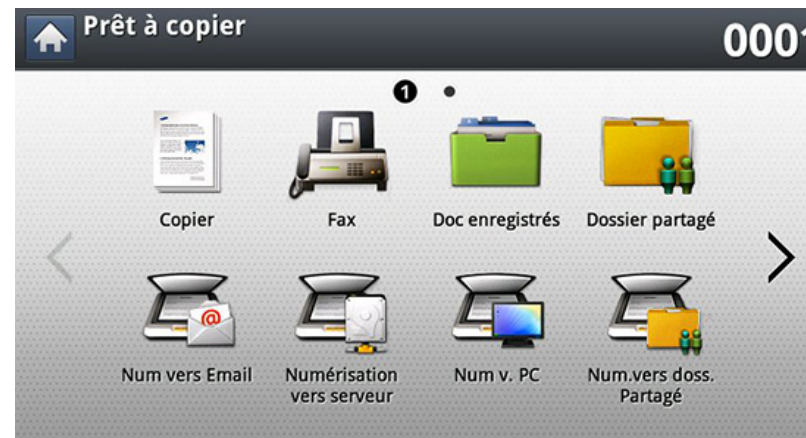 Prêt à copier
0001
1
Copier
Fax
Doc enregistrés
Dossier partagé
@
Num vers Email
Numérisation
vers serveur
Num v. PC
Num.vers doss.
Partagé